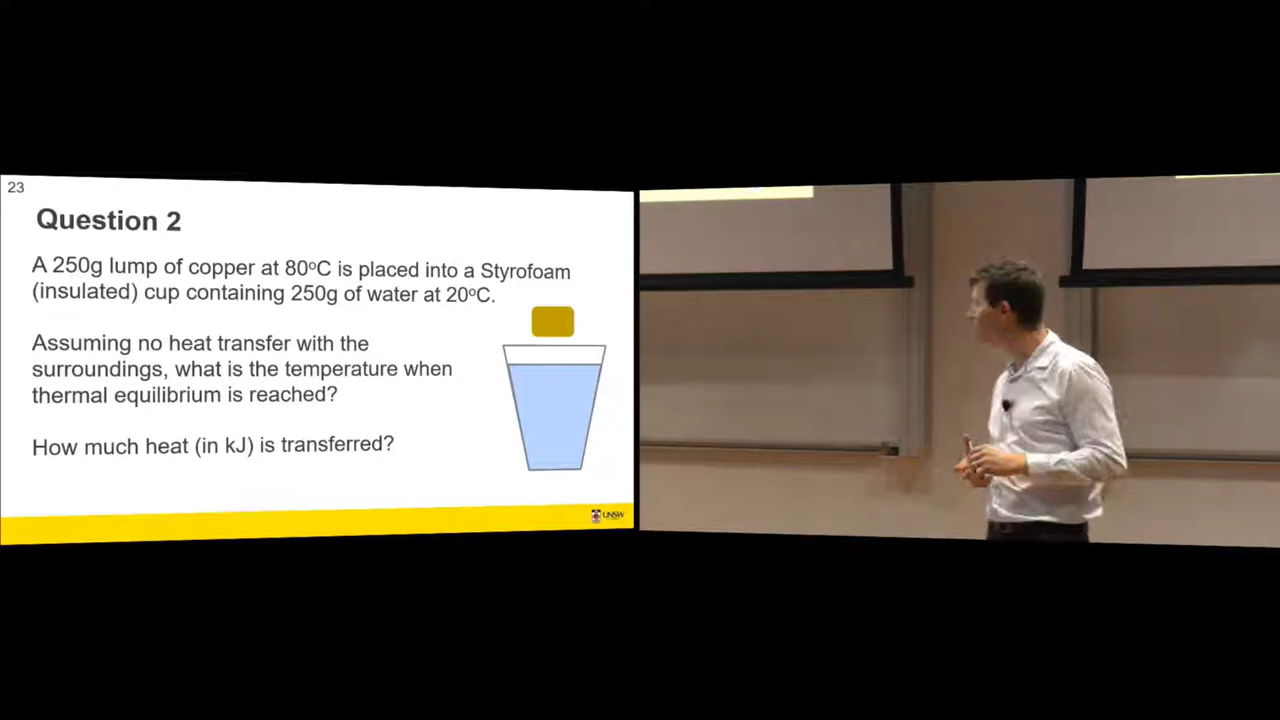 23
Question 2
A 250g lump of copper at 80ºC is placed into a Styrofoam
(insulated) cup containing 250g of water at 20ºC.
Assuming no heat transfer with the
surroundings, what is the temperature when
thermal equilibrium is reached?
How much heat (in kJ) is transferred?
UNSW